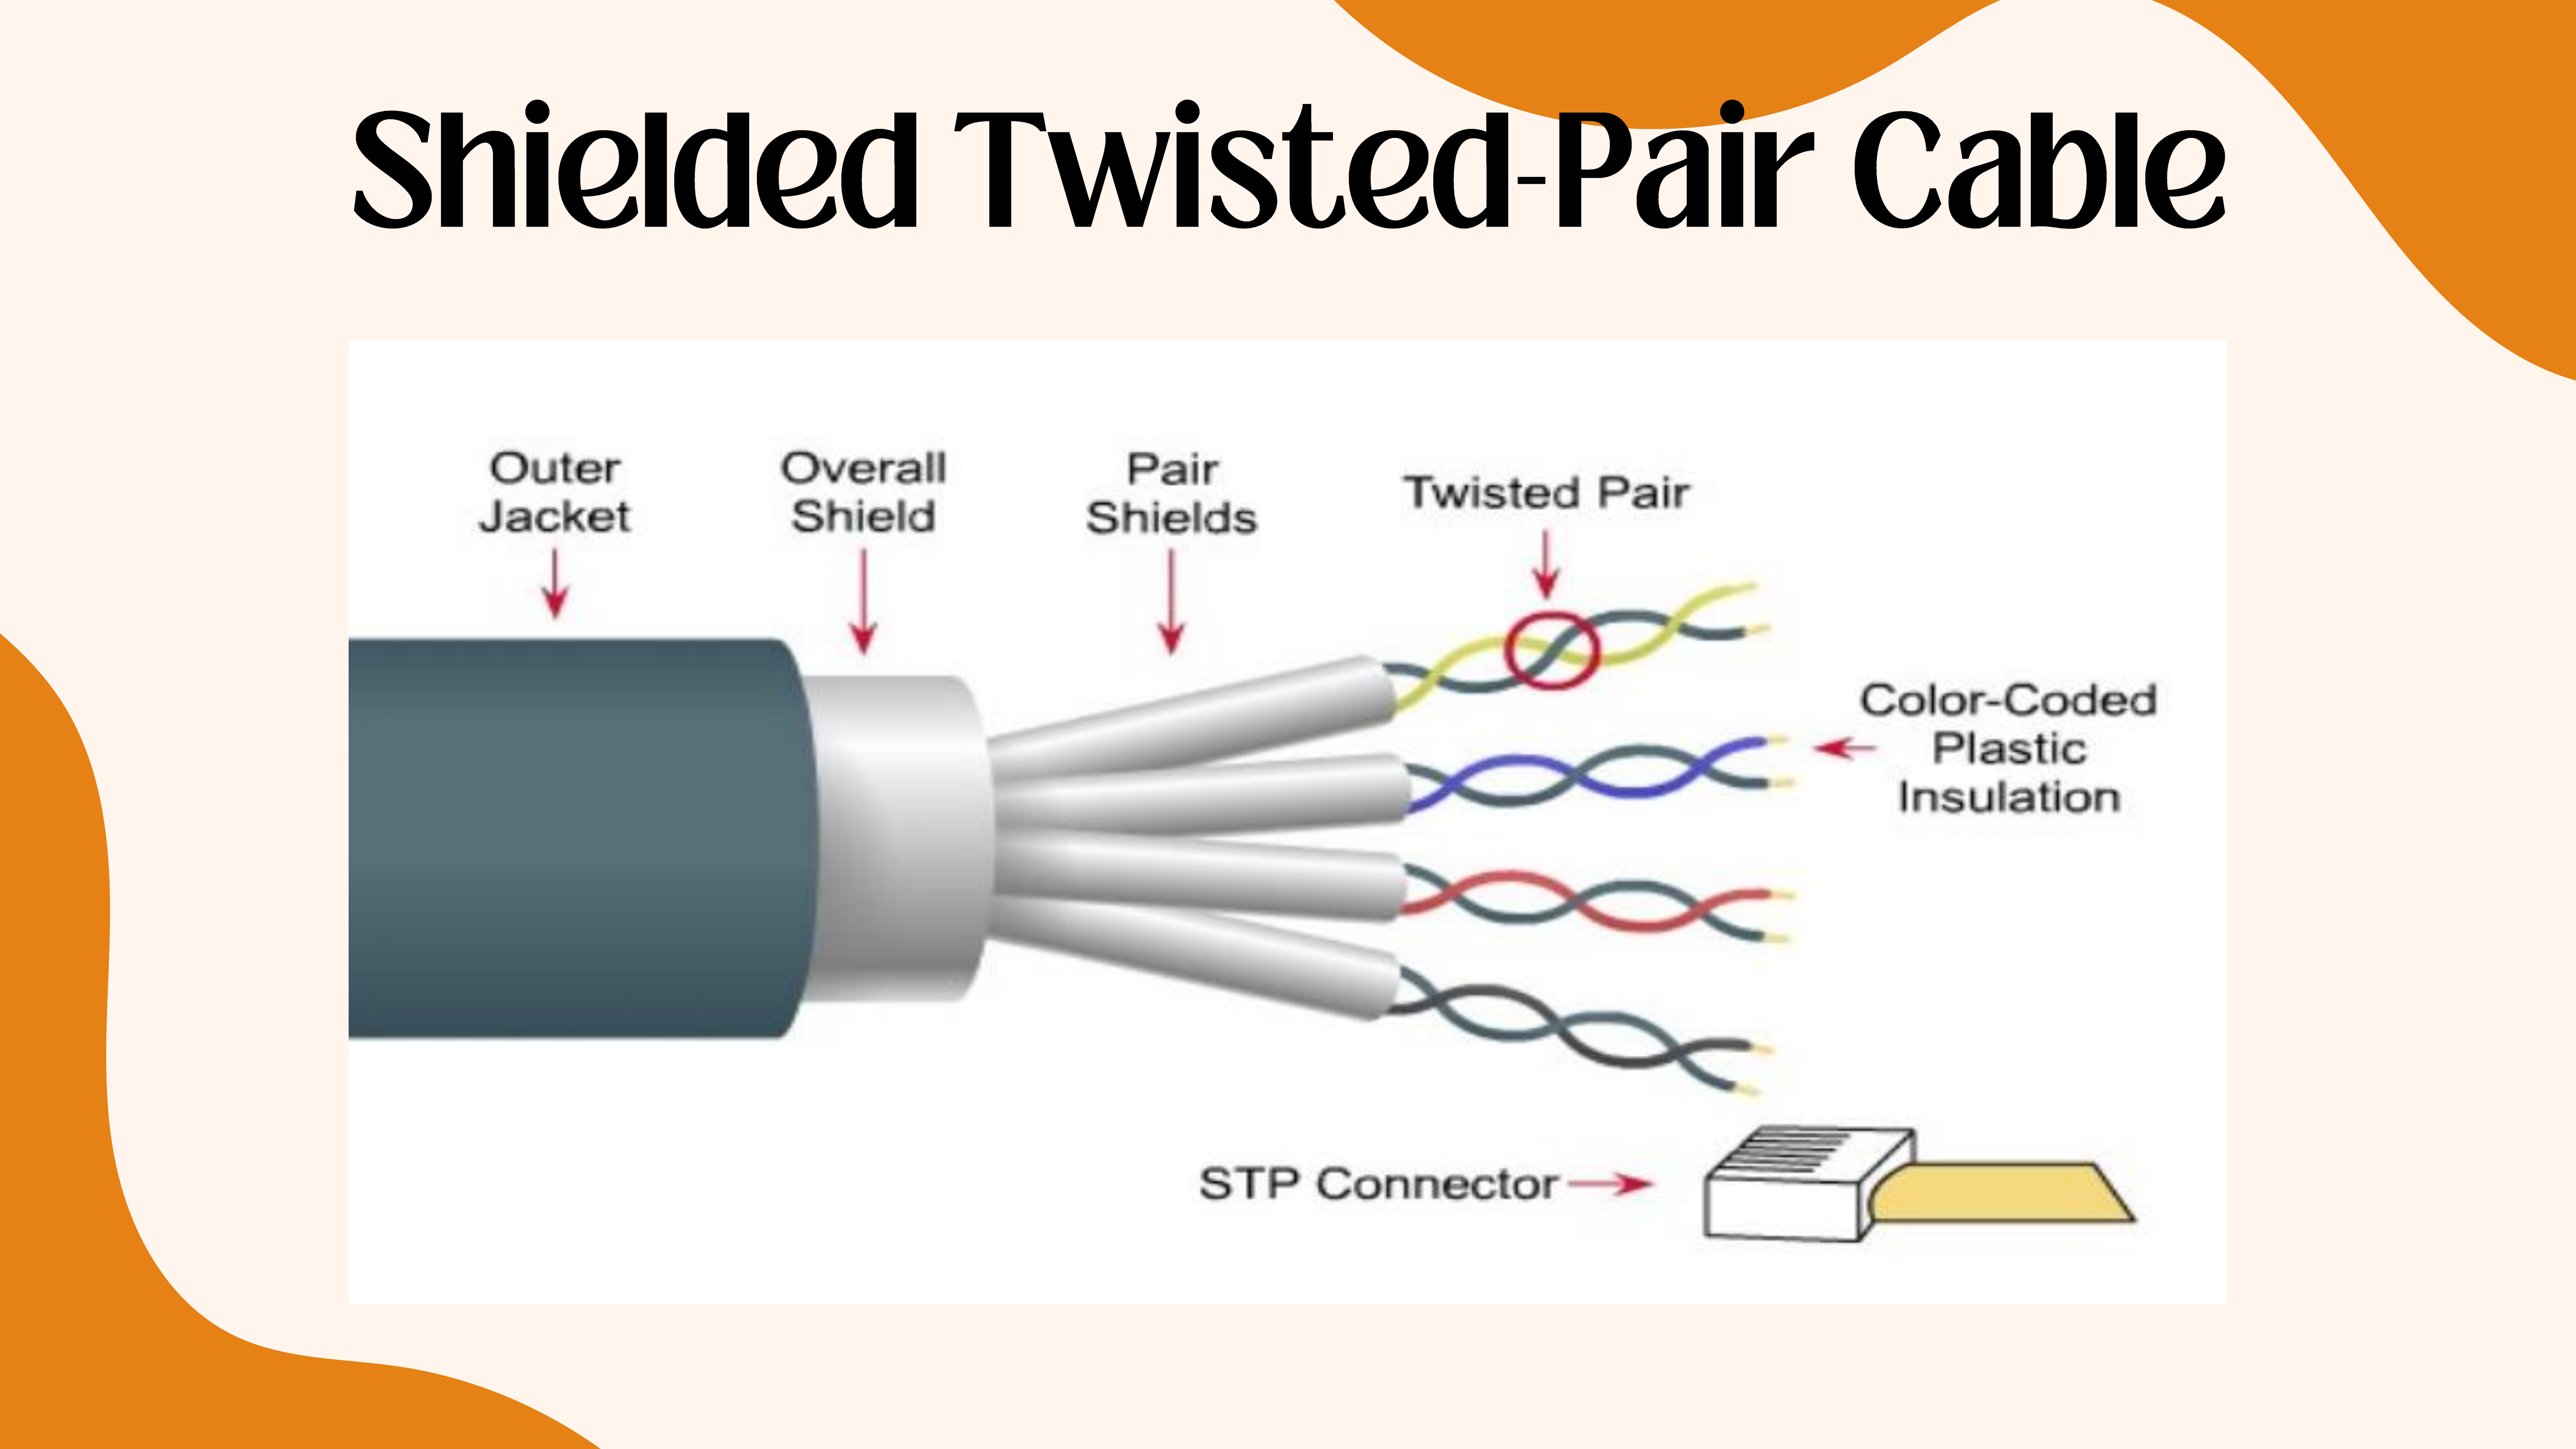 Shielded Twisted-Pair Cable
Outer
Jacket
Overall
Shield
Pair
Shields
Twisted Pair
Color-Coded
Plastic
Insulation
STP Connector